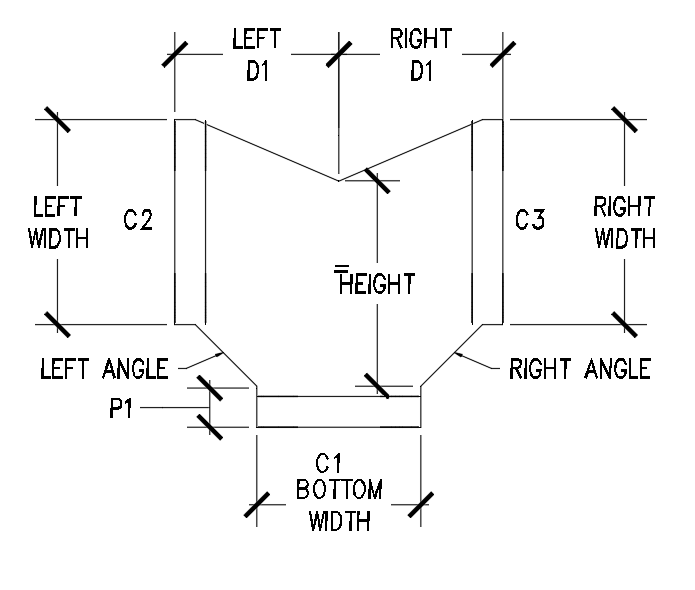 LEFT
D1
RIGHT
D1
LEFT
WIDTH
C2
C3
RIGHT
WIDTH
HEIGHT
LEFT ANGLE
RIGHT ANGLE
P1
C1
BOTTOM
WIDTH